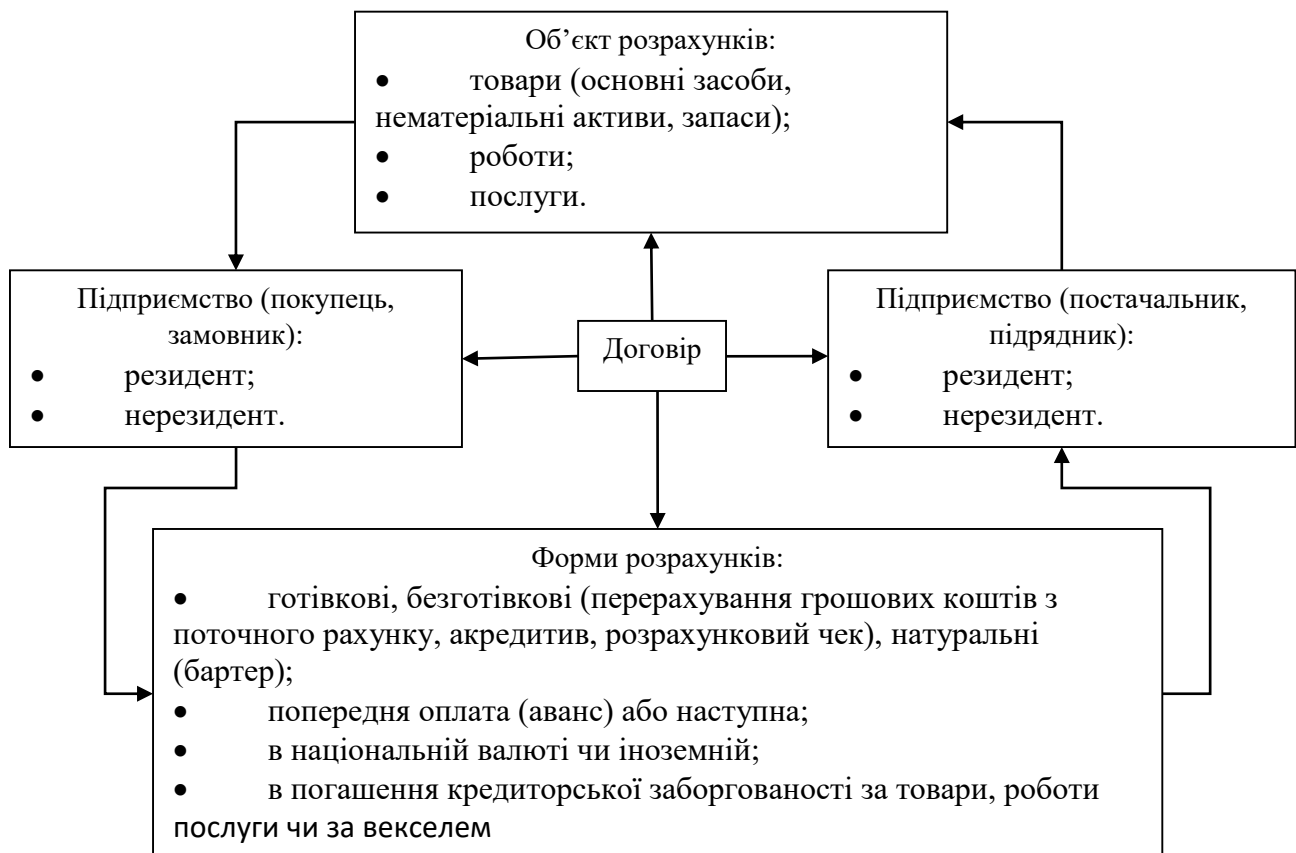 Об’єкт розрахунків:
• товари (основні засоби,
нематеріальні активи, запаси);
• роботи;
• послуги.
Підприємство (покупець,
замовник):
• резидент;
• нерезидент.
Договір
Підприємство (постачальник,
підрядник):
• резидент;
• нерезидент.
Форми розрахунків:
• готівкові, безготівкові (перерахування грошових коштів з
поточного рахунку, акредитив, розрахунковий чек), натуральні
(бартер);
• попередня оплата (аванс) або наступна;
• в національній валюті чи іноземній;
• в погашення кредиторської заборгованості за товари, роботи
послуги чи за векселем